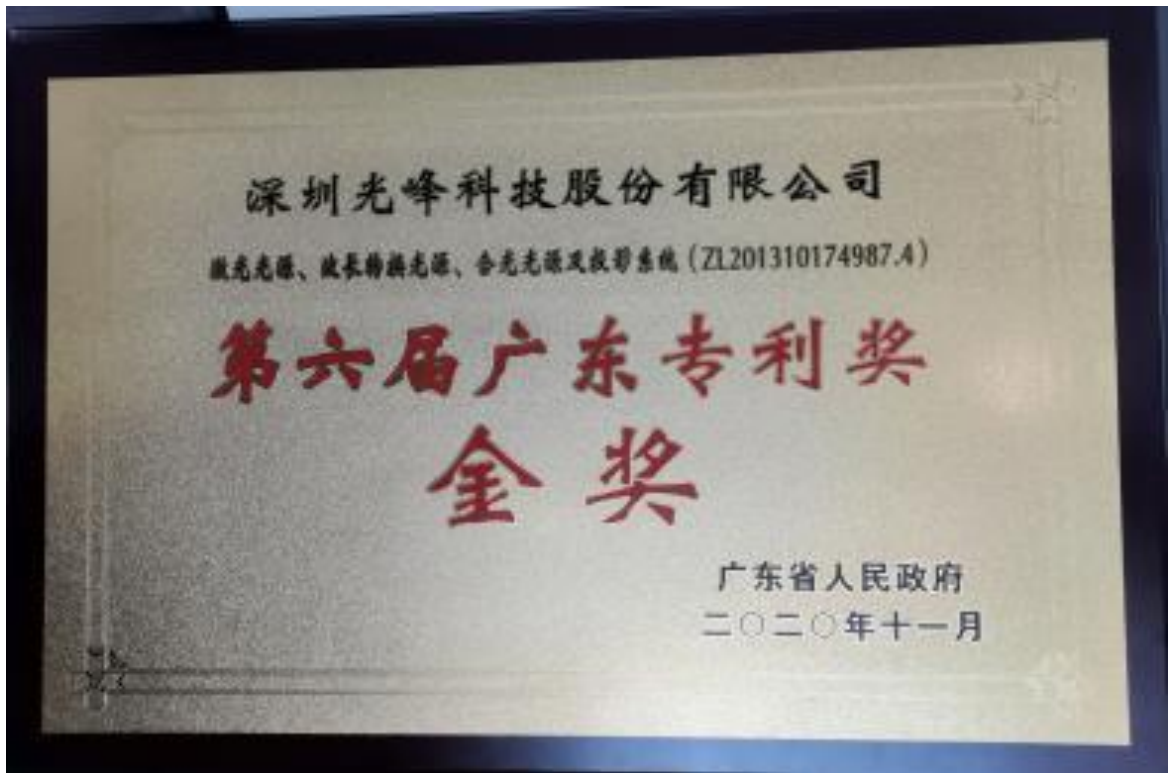 深圳光峰科技股份有限公司
激光光源、波长转换光源、合光光源及投影系统(ZL201310174987.4)
第六届广东专利奖
金奖
广东省人民政府
二〇二〇年十一月